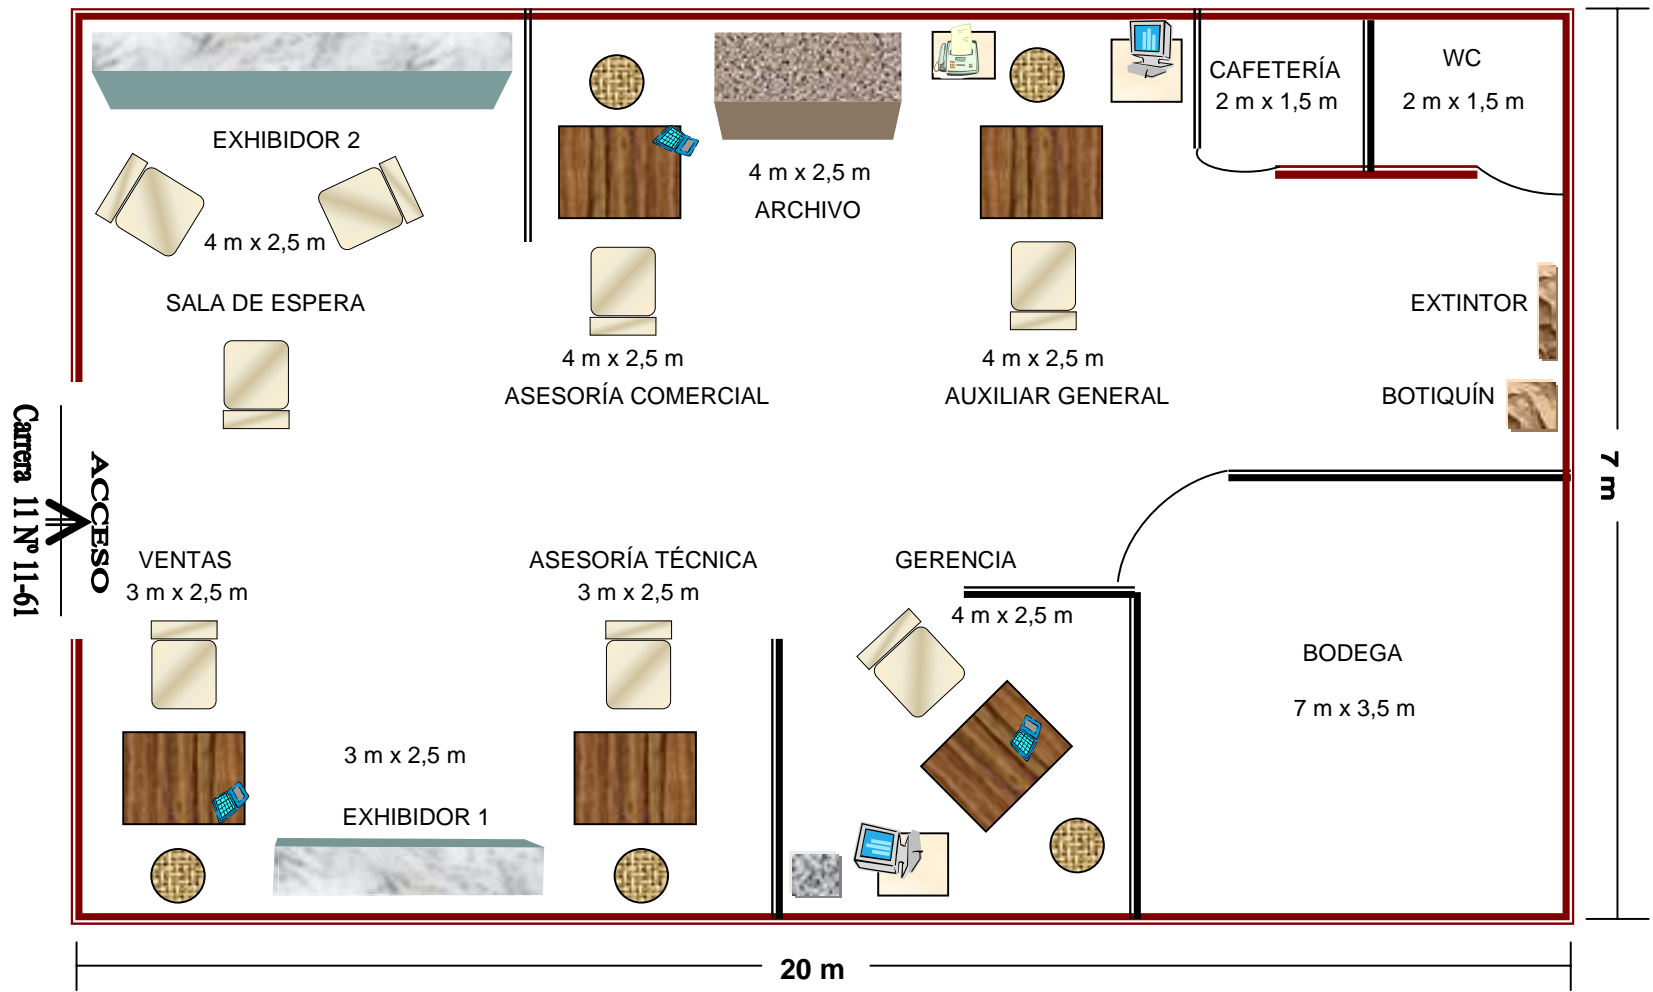 CAFETERÍA
2 m x 1,5 m
WC
2 m x 1,5 m
EXHIBIDOR 2
4 m x 2,5 m
SALA DE ESPERA
4 m x 2,5 m
ARCHIVO
4 m x 2,5 m
ASESORÍA COMERCIAL
4 m x 2,5 m
AUXILIAR GENERAL
EXTINTOR
BOTIQUÍN
7 m
Carrera 11 Nº 11-61
ACCESO
VENTAS
3 m x 2,5 m
ASESORÍA TÉCNICA
3 m x 2,5 m
GERENCIA
4 m x 2,5 m
BODEGA
7 m x 3,5 m
3 m x 2,5 m
EXHIBIDOR 1
20 m